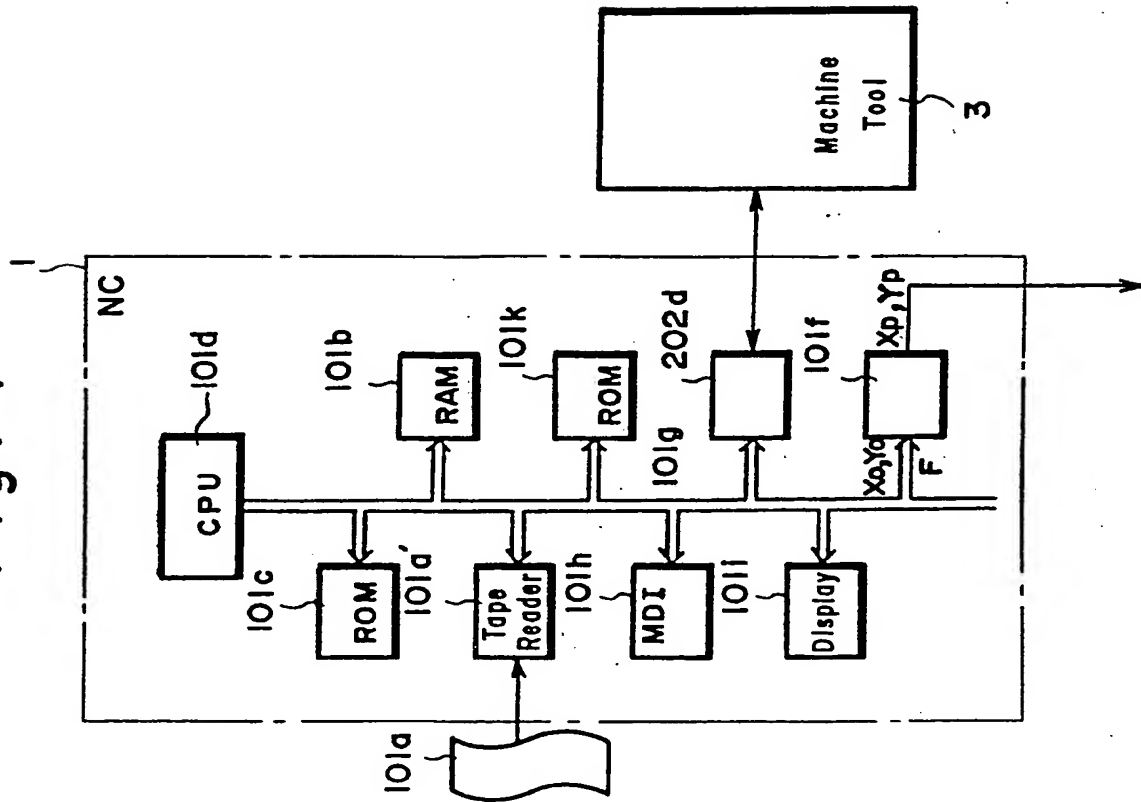 1
NC
CPU
101d
101c
ROM
RAM
101b
101a
101a'
Tape
Reader
ROM
101k
101h
MDI
101g
202d
101i
Display
Xa,Ya
F
101f
Xp,Yp
Machine
Tool
3